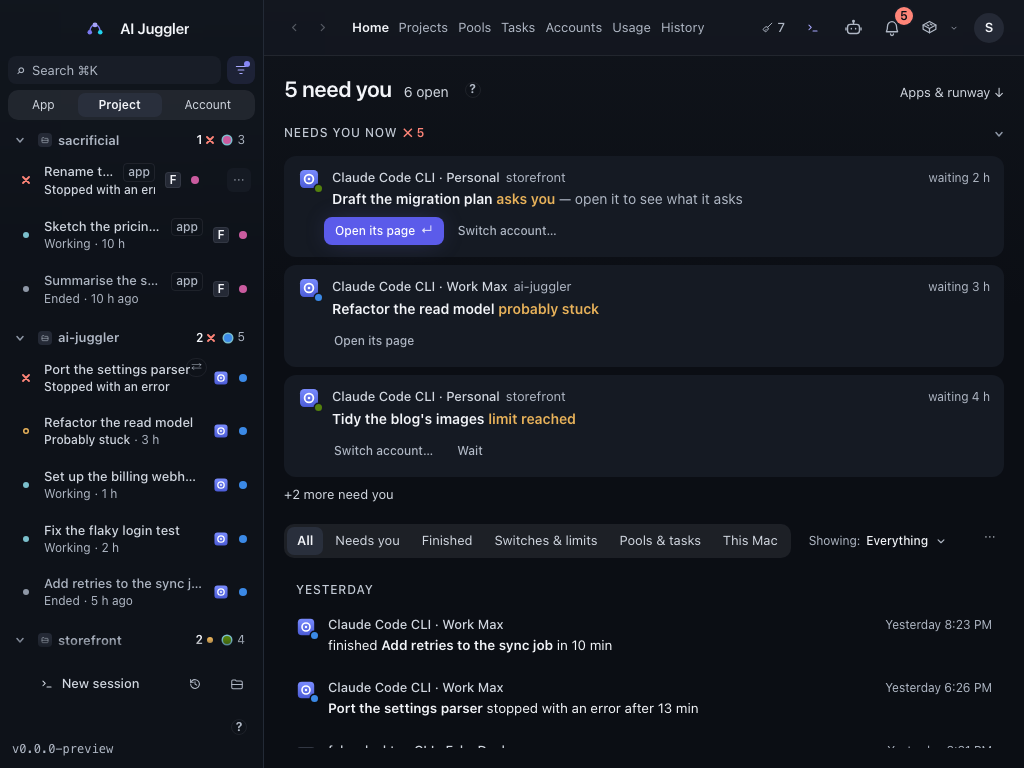 AI Juggler
Search ⌘K
App Project Account
sacrificial 1 3
Rename t... app F
Stopped with an err
Sketch the pricin... app F
Working · 10 h
Summarise the s... app F
Ended · 10 h ago
ai-juggler 2 5
Port the settings parser
Stopped with an error
Refactor the read model
Probably stuck · 3 h
Set up the billing webh...
Working · 1 h
Fix the flaky login test
Working · 2 h
Add retries to the sync j...
Ended · 5 h ago
storefront 2 4
New session
?
v0.0.0-preview
Home Projects Pools Tasks Accounts Usage History 7 5 S
5 need you 6 open ? Apps & runway ↓
NEEDS YOU NOW 5
Claude Code CLI · Personal storefront waiting 2 h
Draft the migration plan asks you — open it to see what it asks
Open its page ↵ Switch account...
Claude Code CLI · Work Max ai-juggler waiting 3 h
Refactor the read model probably stuck
Open its page
Claude Code CLI · Personal storefront waiting 4 h
Tidy the blog's images limit reached
Switch account... Wait
+2 more need you
All Needs you Finished Switches & limits Pools & tasks This Mac Showing: Everything ...
YESTERDAY
Claude Code CLI · Work Max Yesterday 8:23 PM
finished Add retries to the sync job in 10 min
Claude Code CLI · Work Max Yesterday 6:26 PM
Port the settings parser stopped with an error after 13 min